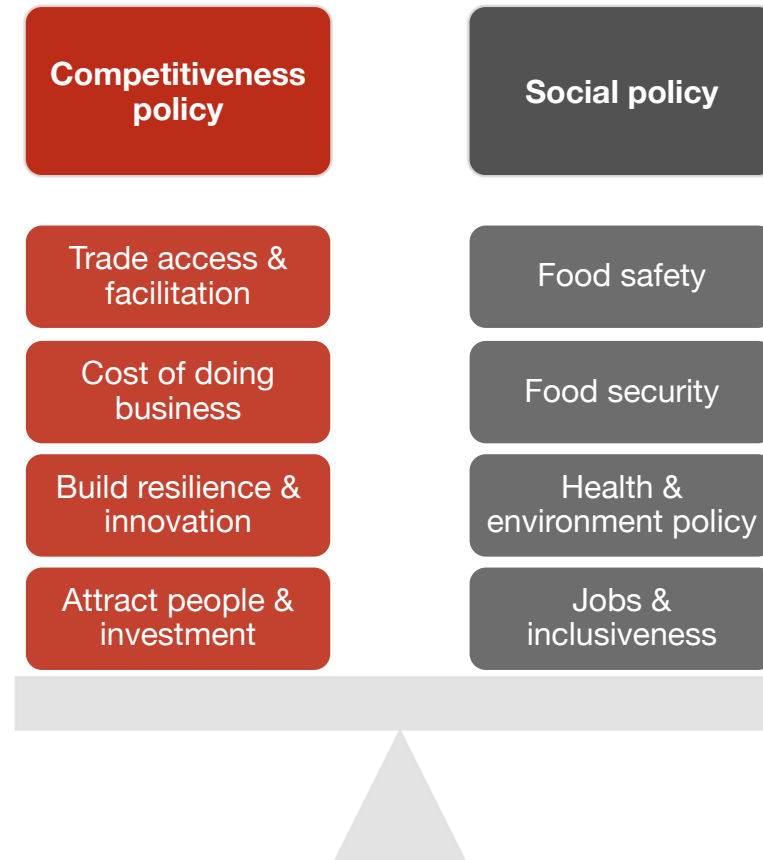 Competitiveness
policy
Social policy
Trade access &
facilitation
Food safety
Cost of doing
business
Food security
Build resilience &
innovation
Health &
environment policy
Attract people &
investment
Jobs &
inclusiveness